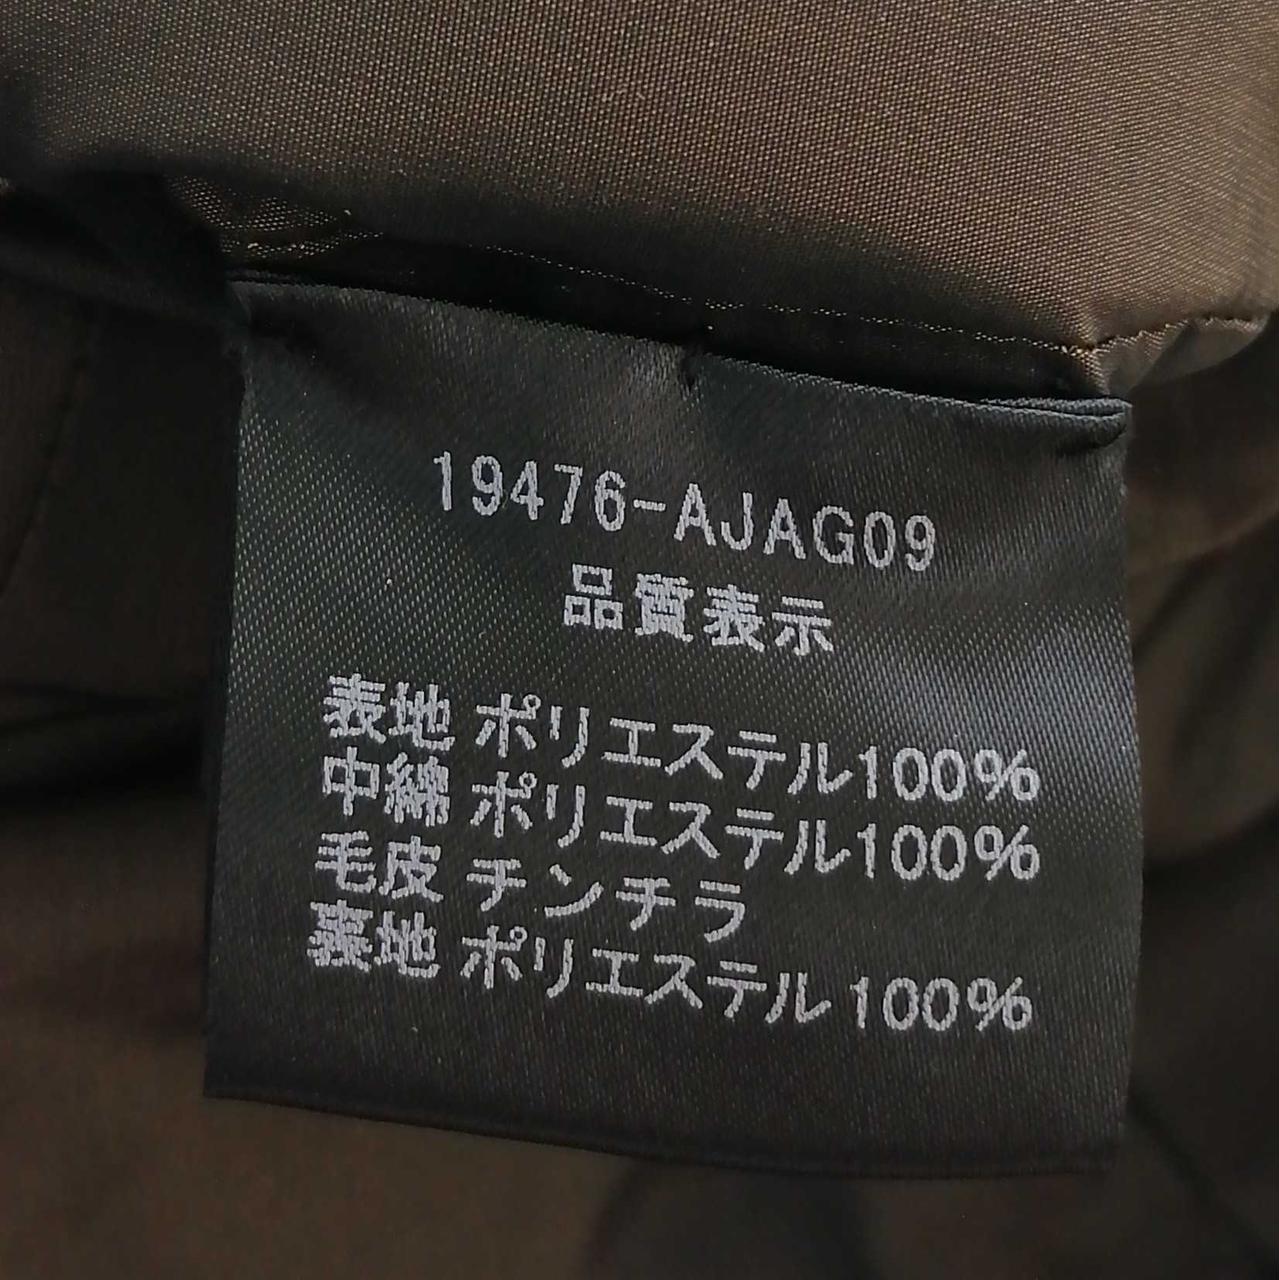 19476-AJAG09
品質表示
表地 ポリエステル100%
中綿 ポリエステル100%
毛皮 チンチラ
裏地 ポリエステル100%